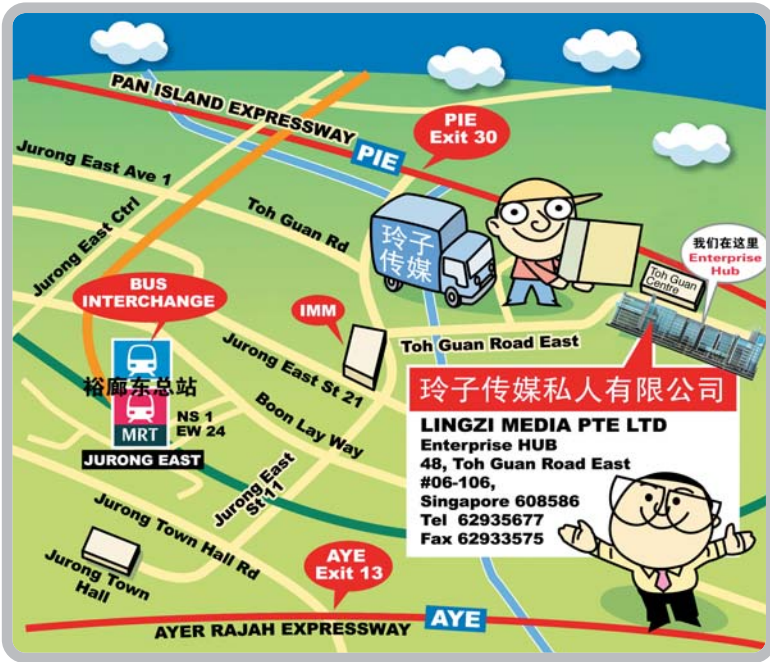 PAN ISLAND EXPRESSWAY
PIE
PIE
Exit 30
Jurong East Ave 1
Toh Guan Rd
Jurong East Ctrl
玲子
传媒
我们在这里
Enterprise
Hub
Toh Guan
Centre
BUS
INTERCHANGE
IMM
Toh Guan Road East
裕廊东总站
MRT
NS 1
EW 24
JURONG EAST
Jurong East St 21
Boon Lay Way
玲子传媒私人有限公司
LINGZI MEDIA PTE LTD
Enterprise HUB
48, Toh Guan Road East
#06-106,
Singapore 608586
Tel 62935677
Fax 62933575
Jurong East
St 11
Jurong Town Hall Rd
Jurong Town
Hall
AYE
Exit 13
AYER RAJAH EXPRESSWAY
AYE